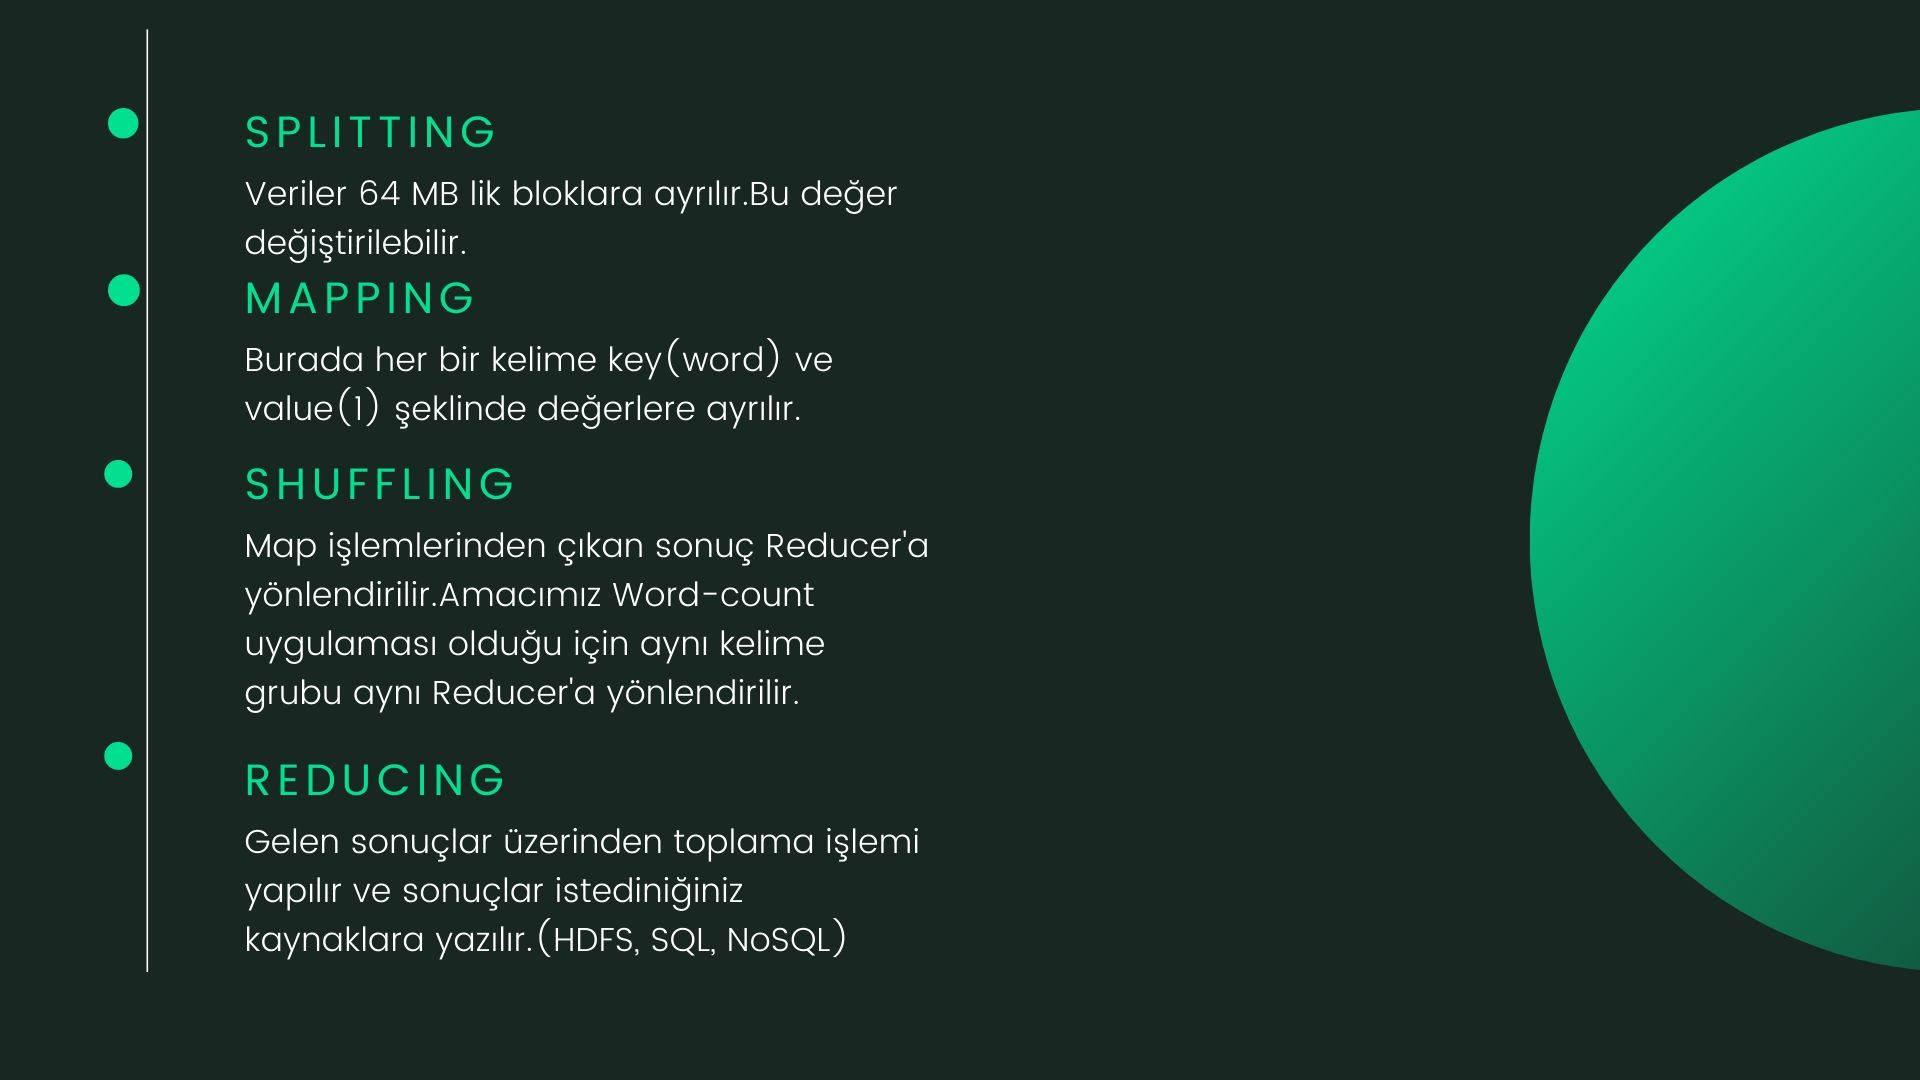 SPLITTING
Veriler 64 MB lik bloklara ayrılır.Bu değer
değiştirilebilir.
MAPPING
Burada her bir kelime key(word) ve
value(1) şeklinde değerlere ayrılır.
SHUFFLING
Map işlemlerinden çıkan sonuç Reducer'a
yönlendirilir.Amacımız Word-count
uygulaması olduğu için aynı kelime
grubu aynı Reducer'a yönlendirilir.
REDUCING
Gelen sonuçlar üzerinden toplama işlemi
yapılır ve sonuçlar istediniğiniz
kaynaklara yazılır.(HDFS, SQL, NoSQL)